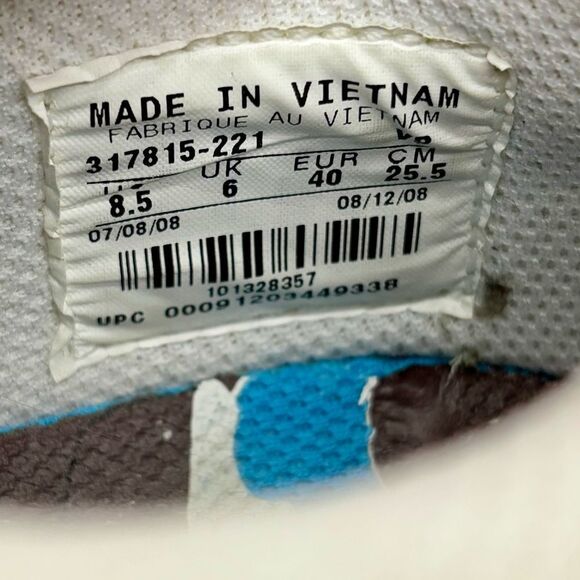 MADE IN VIETNAM
FABRIQUE AU VIETNAM
317815-221
UK EUR CM
8.5 6 40 25.5
07/08/08 08/12/08
101328357
UPC 00091203449338